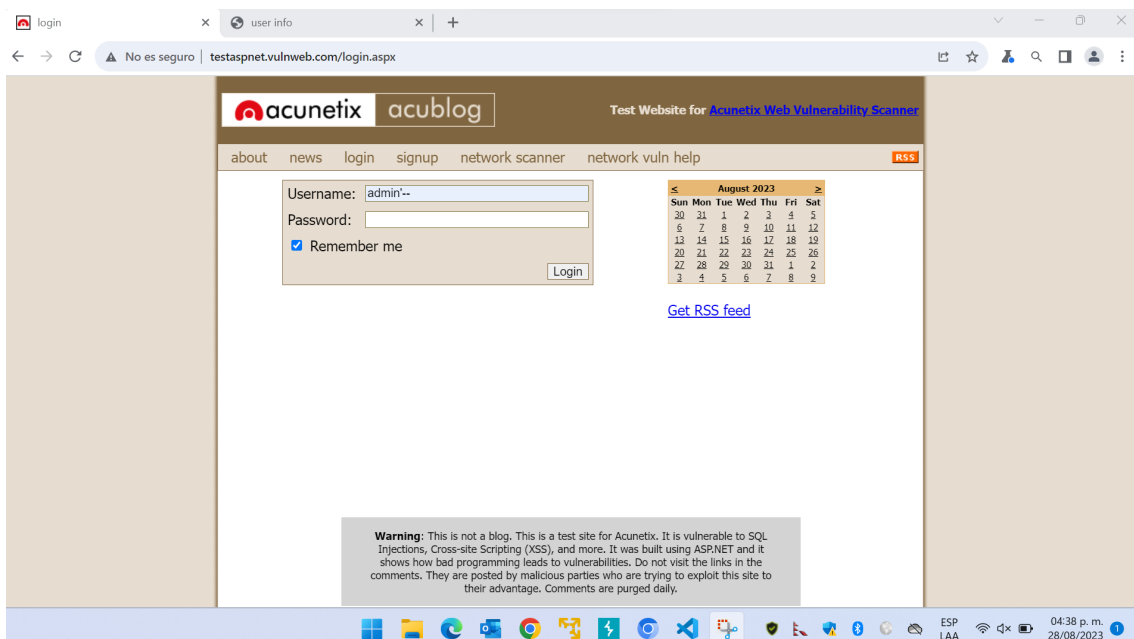 login
user info
No es seguro
testaspnet.vulnweb.com/login.aspx
acunetix acublog
Test Website for Acunetix Web Vulnerability Scanner
about news login signup network scanner network vuln help
RSS
Username: admin'--
Password:
Remember me
Login
< August 2023 >
Sun Mon Tue Wed Thu Fri Sat
30 31 1 2 3 4 5
6 7 8 9 10 11 12
13 14 15 16 17 18 19
20 21 22 23 24 25 26
27 28 29 30 31 1 2
3 4 5 6 7 8 9
Get RSS feed
Warning: This is not a blog. This is a test site for Acunetix. It is vulnerable to SQL
Injections, Cross-site Scripting (XSS), and more. It was built using ASP.NET and it
shows how bad programming leads to vulnerabilities. Do not visit the links in the
comments. They are posted by malicious parties who are trying to exploit this site to
their advantage. Comments are purged daily.
ESP
LAA
04:38 p. m.
28/08/2023
1